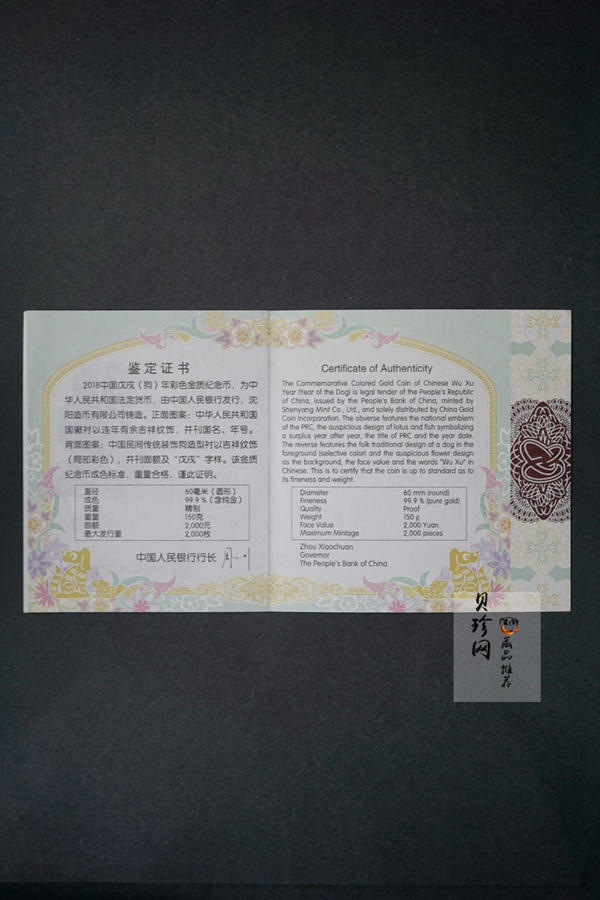 鉴定证书
2018中国戊戌（狗）年彩色金质纪念币，为中
华人民共和国法定货币，由中国人民银行发行，沈
阳造币有限公司铸造。正面图案：中华人民共和国
国徽衬以连年有余吉祥纹饰，并刊国名、年号。
背面图案：中国民间传统装饰狗造型衬以吉祥纹饰
（局部彩色），并刊面额及“戊戌”字样。该金质
纪念币成色标准，重量合格，谨此证明。
直径 60毫米（圆形）
成色 99.9％（含纯金）
质量 精制
重量 150克
面额 2,000元
最大发行量 2,000枚
中国人民银行行长
Certificate of Authenticity
The Commemorative Colored Gold Coin of Chinese Wu Xu
Year (Year of the Dog) is legal tender of the People's Republic
of China, issued by the People's Bank of China, minted by
Shenyang Mint Co., Ltd., and solely distributed by China Gold
Coin Incorporation. The obverse features the national emblem
of the PRC, the auspicious design of lotus and fish symbolizing
a surplus year after year, the title of PRC and the year date.
The reverse features the folk traditional design of a dog in the
foreground (selective color) and the auspicious flower design
as the background, the face value and the words "Wu Xu" in
Chinese. This is to certify that the coin is up to standard as to
its fineness and weight.
Diameter 60 mm (round)
Fineness 99.9 % (pure gold)
Quality Proof
Weight 150 g
Face Value 2,000 Yuan
Maximum Mintage 2,000 pieces
Zhou Xiaochuan
Governor
The People's Bank of China
贝珍网
藏品推荐